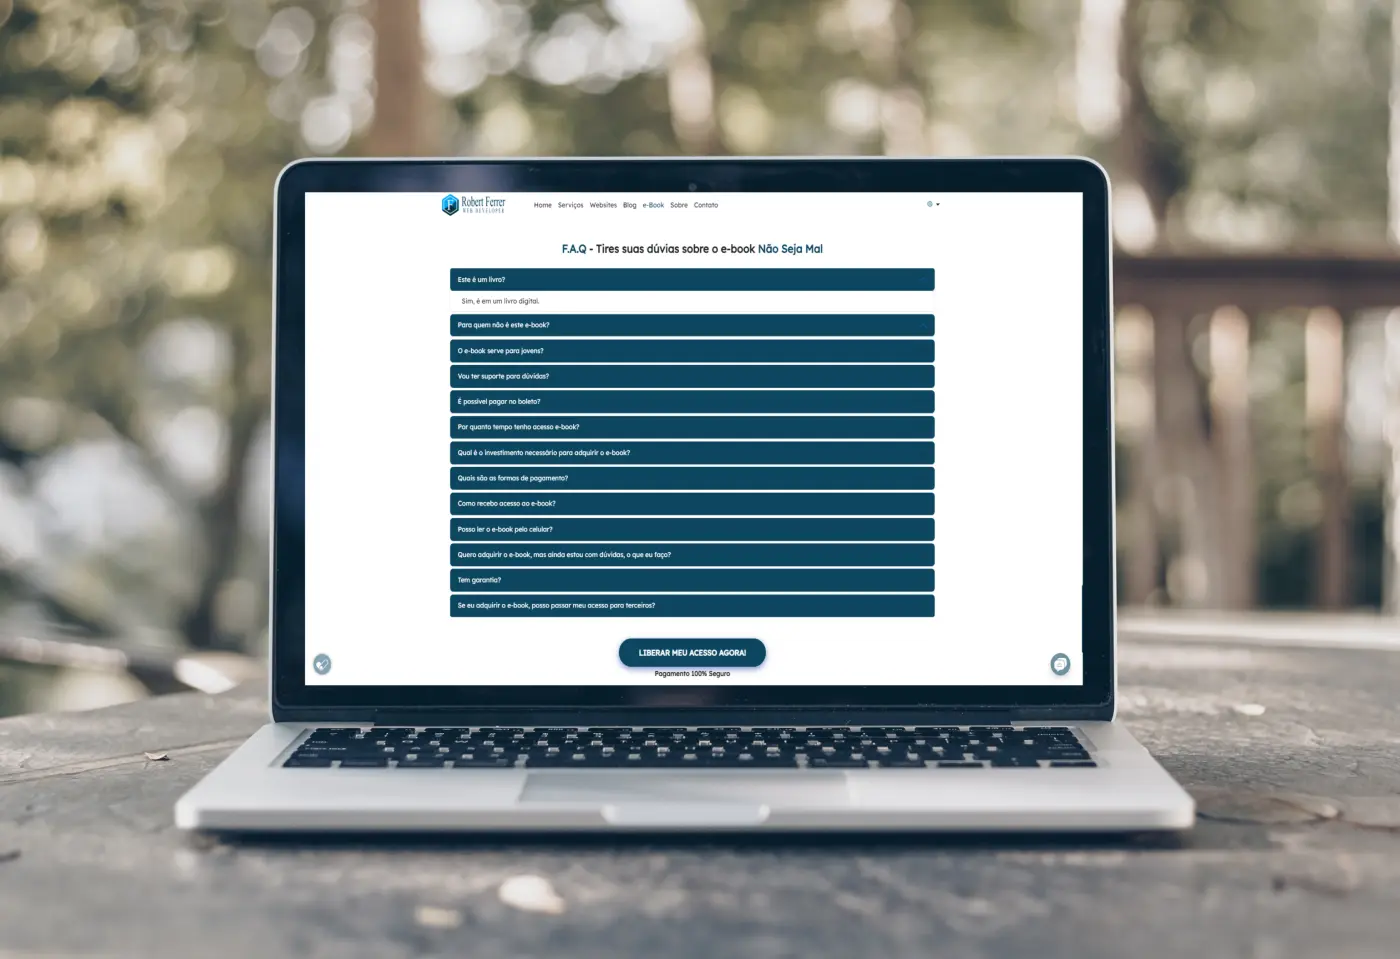 Robert Ferrer
WEB-DEVELOPER
Home Serviços Websites Blog e-Book Sobre Contato
F.A.Q - Tires suas dúvias sobre o e-book Não Seja Mal
Este é um livro?
Sim, é em um livro digital.
Para quem não é este e-book?
O e-book serve para jovens?
Vou ter suporte para dúvidas?
É possível pagar no boleto?
Por quanto tempo tenho acesso e-book?
Qual é o investimento necessário para adquirir o e-book?
Quais são as formas de pagamento?
Como recebo acesso ao e-book?
Posso ler o e-book pelo celular?
Quero adquirir o e-book, mas ainda estou com dúvidas, o que eu faço?
Tem garantia?
Se eu adquirir o e-book, posso passar meu acesso para terceiros?
LIBERAR MEU ACESSO AGORA!
Pagamento 100% Seguro